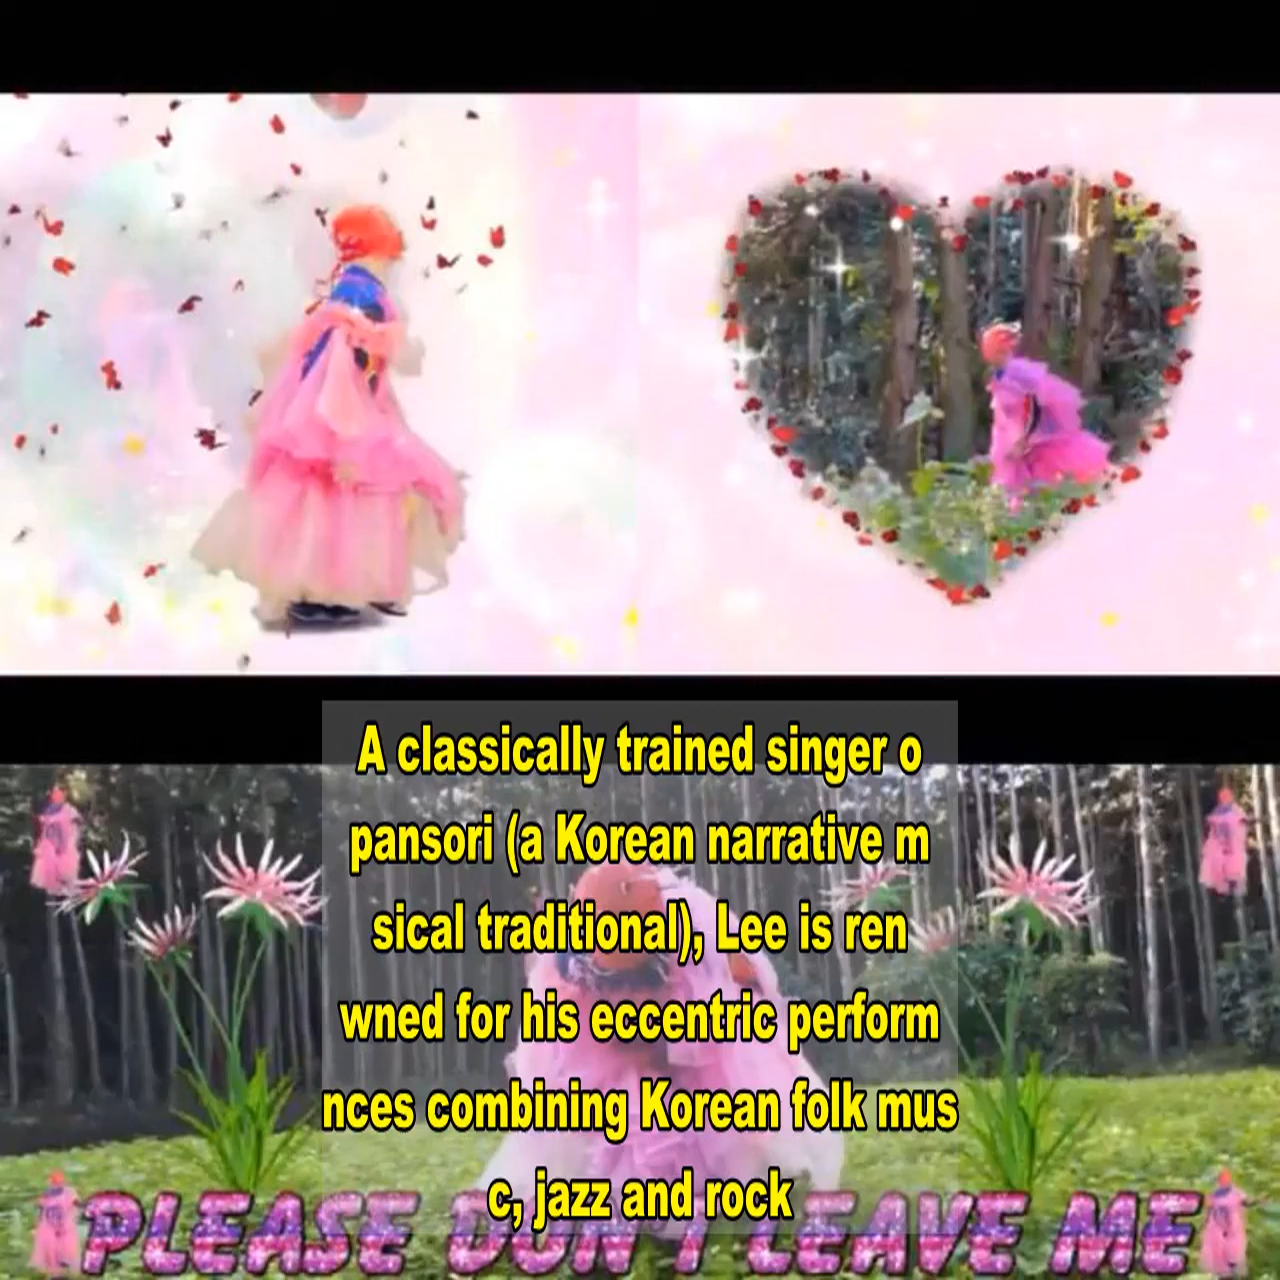 A classically trained singer o
pansori (a Korean narrative m
sical traditional), Lee is ren
wned for his eccentric perform
nces combining Korean folk mus
c, jazz and rock
PLEASE DON'T LEAVE ME